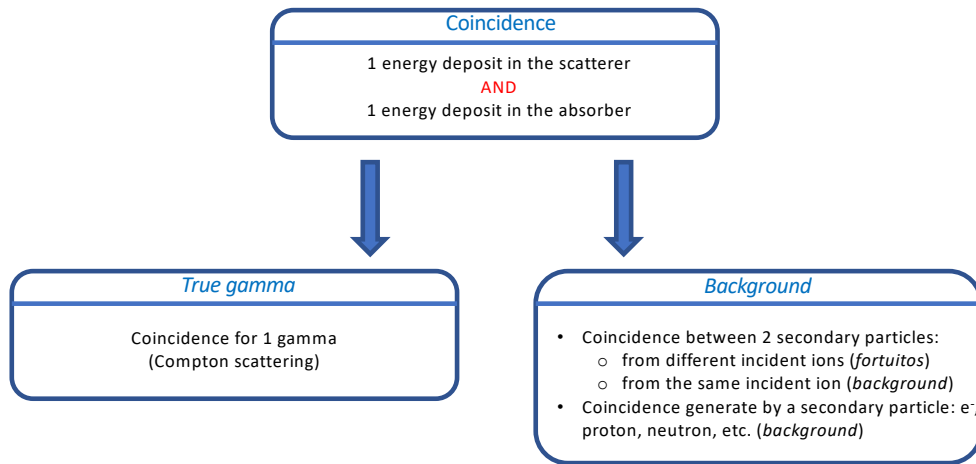 Coincidence
1 energy deposit in the scatterer
AND
1 energy deposit in the absorber
True gamma
Coincidence for 1 gamma
(Compton scattering)
Background
• Coincidence between 2 secondary particles:
o from different incident ions (fortuitos)
o from the same incident ion (background)
• Coincidence generate by a secondary particle: e⁻,
proton, neutron, etc. (background)